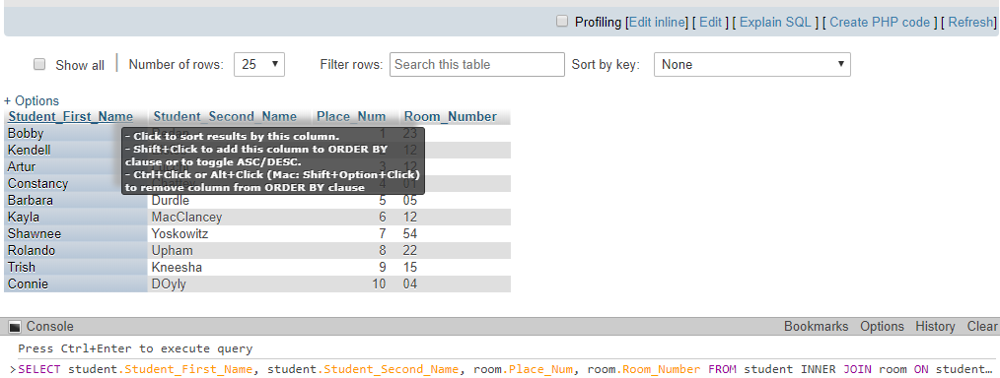 Profiling [Edit inline] [ Edit ] [ Explain SQL ] [ Create PHP code ] [ Refresh]
Show all | Number of rows: 25 Filter rows: Search this table Sort by key: None
+ Options
Student_First_Name Student_Second_Name Place_Num Room_Number
Bobby 1 23
Kendell 12
Artur 12
Constancy 4 01
Barbara Durdle 5 05
Kayla MacClancey 6 12
Shawnee Yoskowitz 7 54
Rolando Upham 8 22
Trish Kneesha 9 15
Connie DOyly 10 04
- Click to sort results by this column.
- Shift+Click to add this column to ORDER BY
clause or to toggle ASC/DESC.
- Ctrl+Click or Alt+Click (Mac: Shift+Option+Click)
to remove column from ORDER BY clause
Console Bookmarks Options History Clear
Press Ctrl+Enter to execute query
>SELECT student.Student_First_Name, student.Student_Second_Name, room.Place_Num, room.Room_Number FROM student INNER JOIN room ON student…